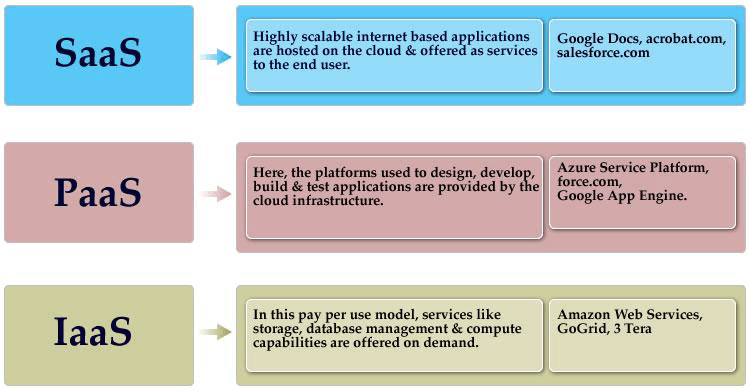 SaaS
Highly scalable internet based applications
are hosted on the cloud & offered as services
to the end user.
Google Docs, acrobat.com,
salesforce.com
PaaS
Here, the platforms used to design, develop,
build & test applications are provided by the
cloud infrastructure.
Azure Service Platform,
force.com,
Google App Engine.
IaaS
In this pay per use model, services like
storage, database management & compute
capabilities are offered on demand.
Amazon Web Services,
GoGrid, 3 Tera